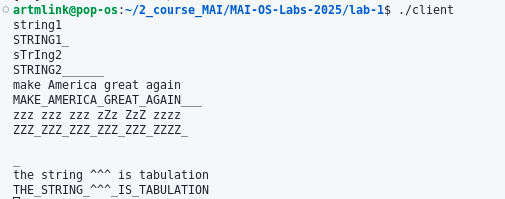 artmlink@pop-os:~/2_course_MAI/MAI-OS-Labs-2025/lab-1$ ./client
string1
STRING1_
sTrIng2
STRING2______
make America great again
MAKE_AMERICA_GREAT_AGAIN___
zzz zzz zzz zZz ZzZ zzzz
ZZZ_ZZZ_ZZZ_ZZZ_ZZZ_ZZZZ_
_
the string ^^^ is tabulation
THE_STRING_^^^_IS_TABULATION